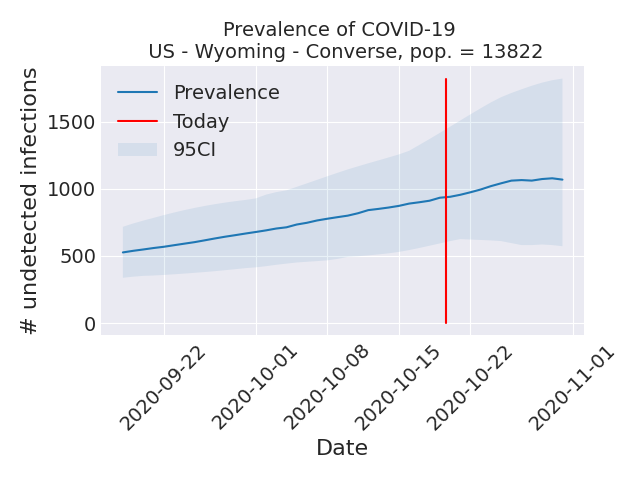 Prevalence of COVID-19
US - Wyoming - Converse, pop. = 13822
# undetected infections
1500
1000
500
0
Prevalence
Today
95CI
2020-09-22
2020-10-01
2020-10-08
2020-10-15
2020-10-22
2020-11-01
Date